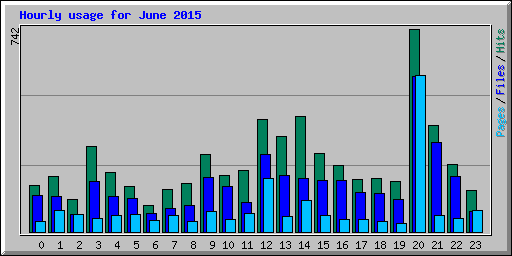 Hourly usage for June 2015
742
Pages / Files / Hits
0 1 2 3 4 5 6 7 8 9 10 11 12 13 14 15 16 17 18 19 20 21 22 23